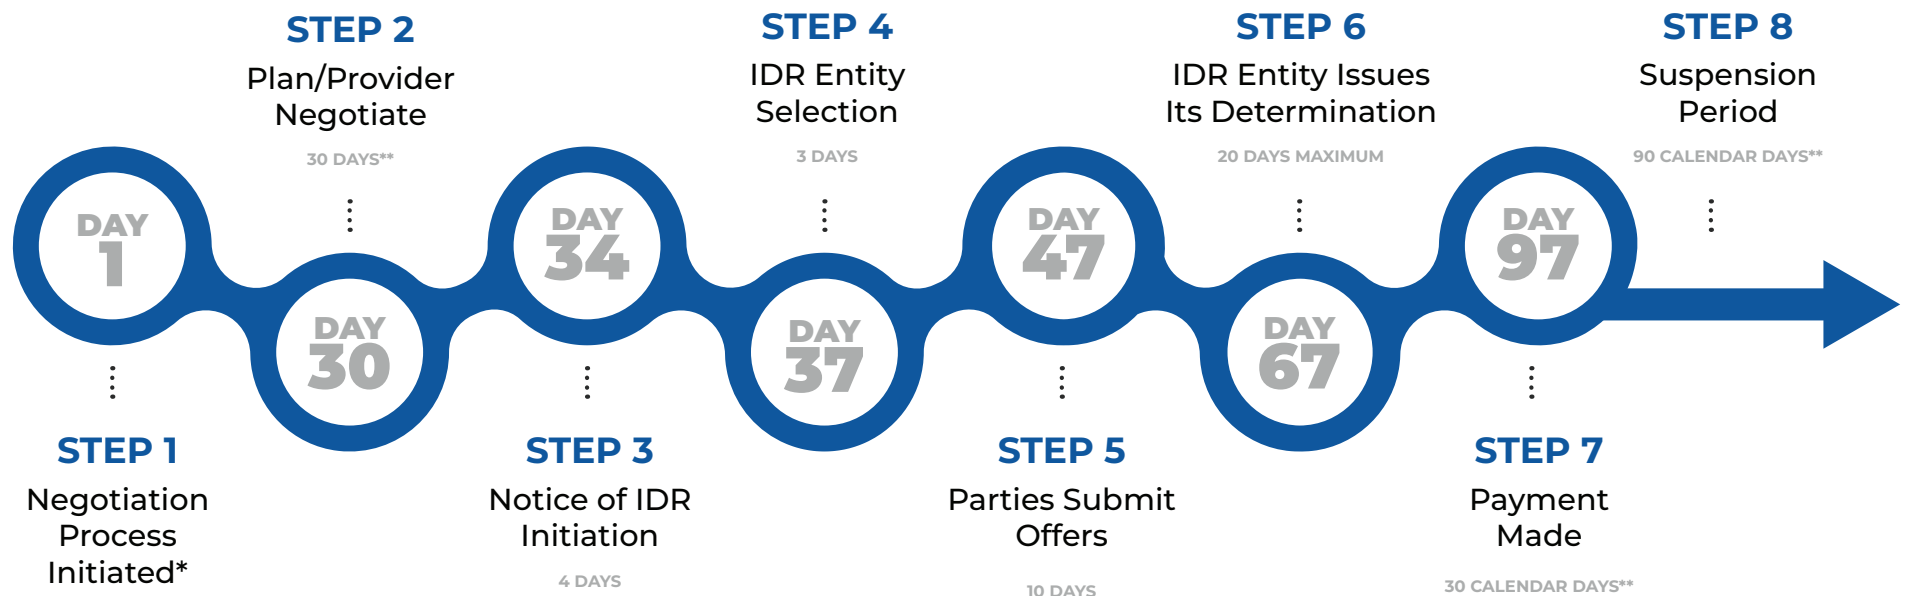 STEP 2
Plan/Provider
Negotiate
30 DAYS**
STEP 4
IDR Entity
Selection
3 DAYS
STEP 6
IDR Entity Issues
Its Determination
20 DAYS MAXIMUM
STEP 8
Suspension
Period
90 CALENDAR DAYS**
DAY
1
DAY
30
DAY
34
DAY
37
DAY
47
DAY
67
DAY
97
STEP 1
Negotiation
Process
Initiated*
STEP 3
Notice of IDR
Initiation
4 DAYS
STEP 5
Parties Submit
Offers
10 DAYS
STEP 7
Payment
Made
30 CALENDAR DAYS**